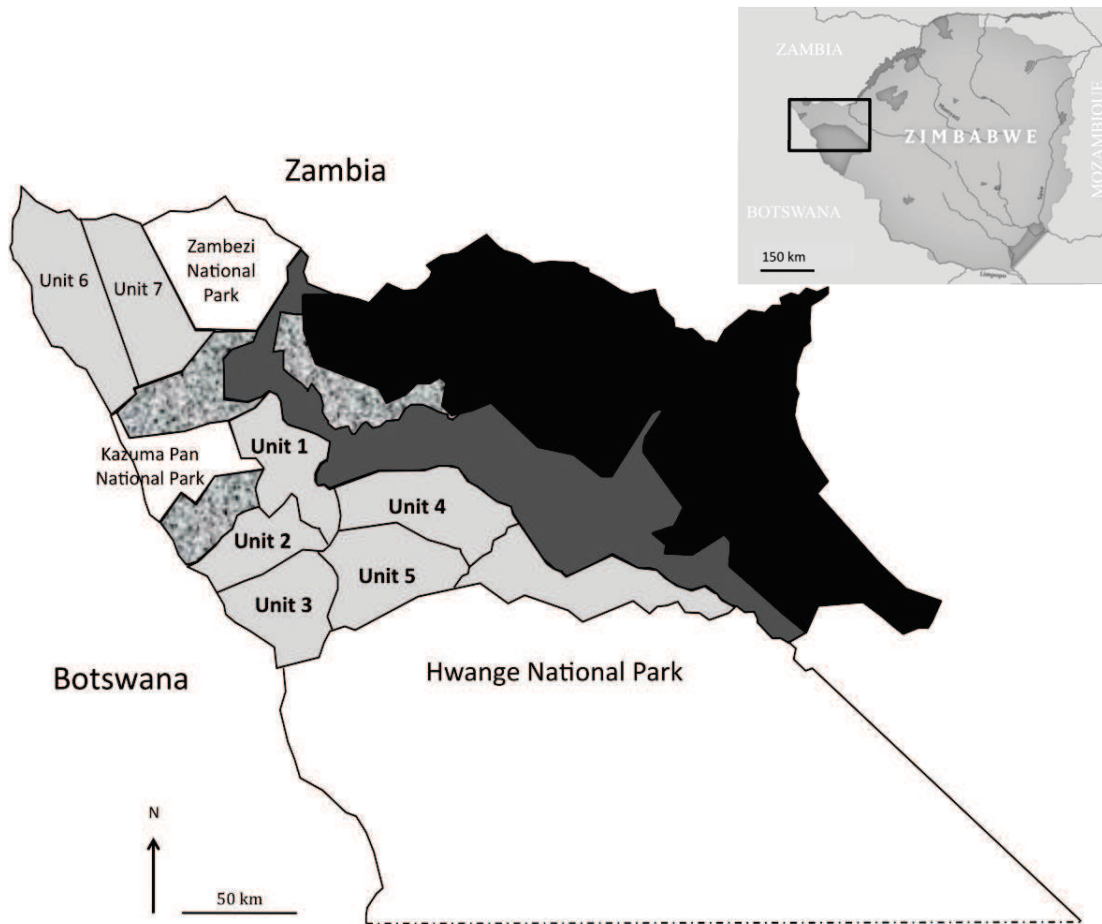 ZAMBIA
ZIMBABWE
MOZAMBIQUE
BOTSWANA
150 km
Limpopo
Zambia
Zambezi
National
Park
Unit 6
Unit 7
Unit 1
Kazuma Pan
National Park
Unit 4
Unit 2
Unit 5
Unit 3
Botswana
Hwange National Park
N
50 km